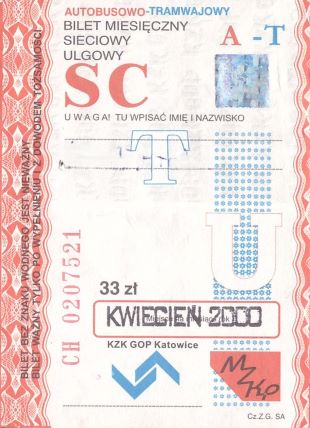 AUTOBUSOWO-TRAMWAJOWY
BILET MIESIĘCZNY
SIECIOWY
ULGOWY
A -T
SC
UWAGA! TU WPISAĆ IMIĘ I NAZWISKO
T
U
BILET BEZ ZNAKU WODNEGO JEST NIEWAŻNY
BILET WAŻNY TYLKO PO WYPEŁNIENIU I Z DOWODEM TOŻSAMOŚCI
CH 0207521
33 zł
KWIECIEŃ 2000
KZK GOP Katowice
Cz.Z.G. SA